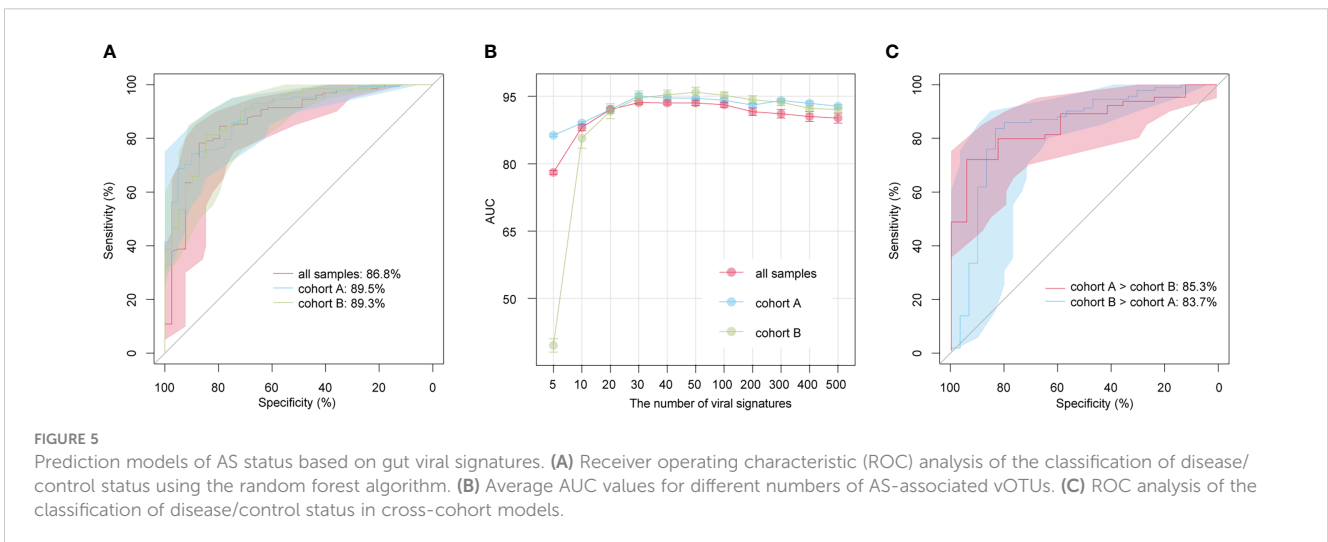 A
B
C
Sensitivity (%)
100
80
60
40
20
0
all samples: 86.8%
cohort A: 89.5%
cohort B: 89.3%
100
80
60
40
20
0
Specificity (%)
AUC
95
80
65
50
all samples
cohort A
cohort B
5
10
20
30
40
50
100
200
300
400
500
The number of viral signatures
Sensitivity (%)
100
80
60
40
20
0
cohort A > cohort B: 85.3%
cohort B > cohort A: 83.7%
100
80
60
40
20
0
Specificity (%)
FIGURE 5
Prediction models of AS status based on gut viral signatures. (A) Receiver operating characteristic (ROC) analysis of the classification of disease/
control status using the random forest algorithm. (B) Average AUC values for different numbers of AS-associated vOTUs. (C) ROC analysis of the
classification of disease/control status in cross-cohort models.